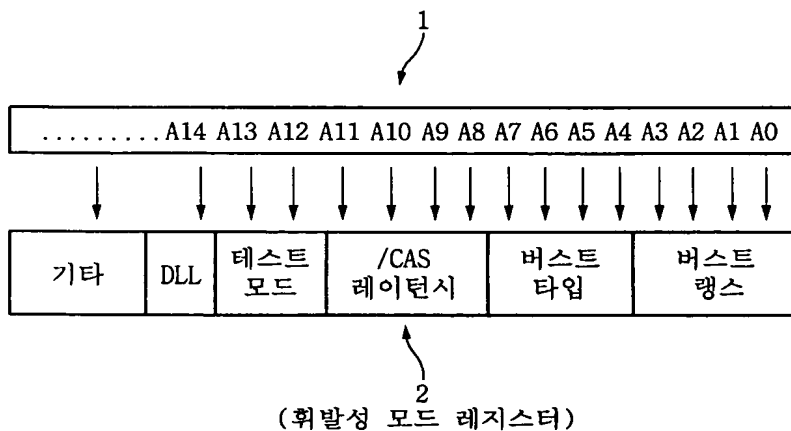 1
. . . . . . . . . A14 A13 A12 A11 A10 A9 A8 A7 A6 A5 A4 A3 A2 A1 A0
기타 DLL 테스트 모드 /CAS 레이턴시 버스트 타입 버스트 랭스
2
(휘발성 모드 레지스터)